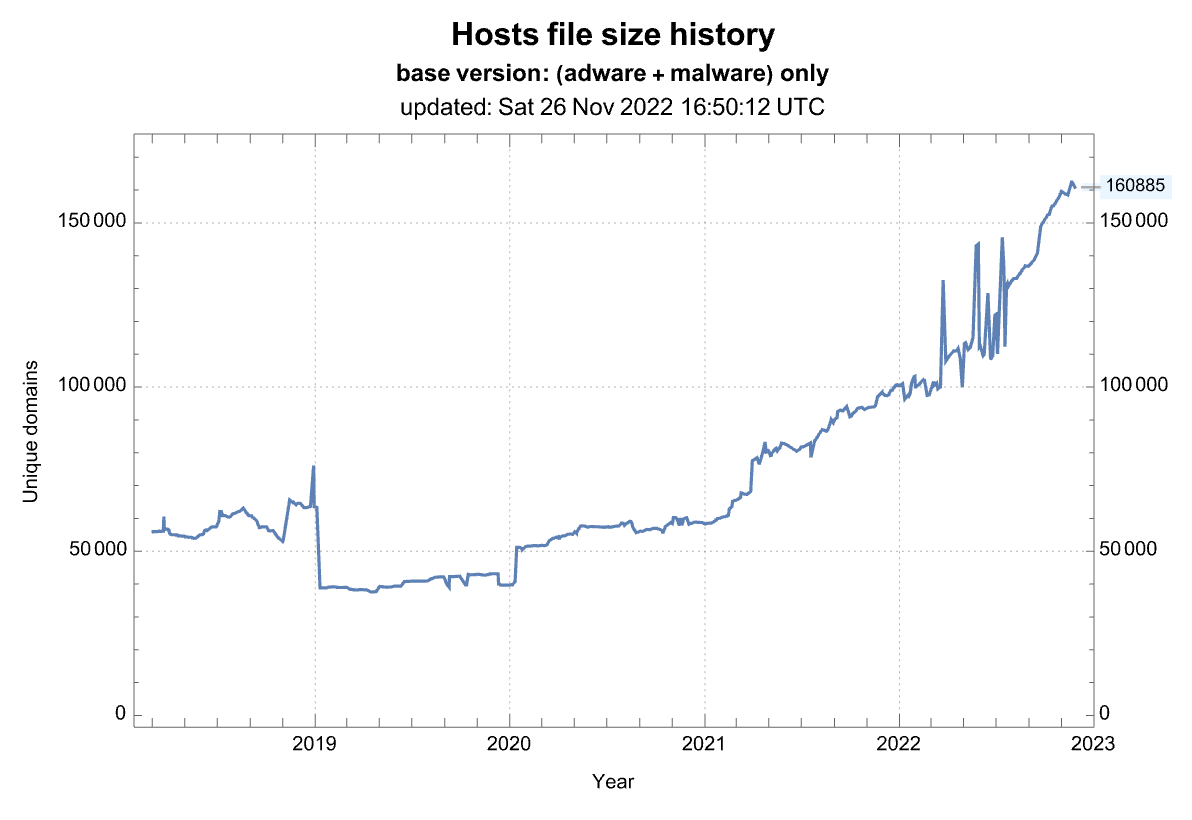 Hosts file size history
base version: (adware + malware) only
updated: Sat 26 Nov 2022 16:50:12 UTC
160885
150 000
150 000
100 000
100 000
Unique domains
50 000
50 000
0
0
2019
2020
2021
2022
2023
Year